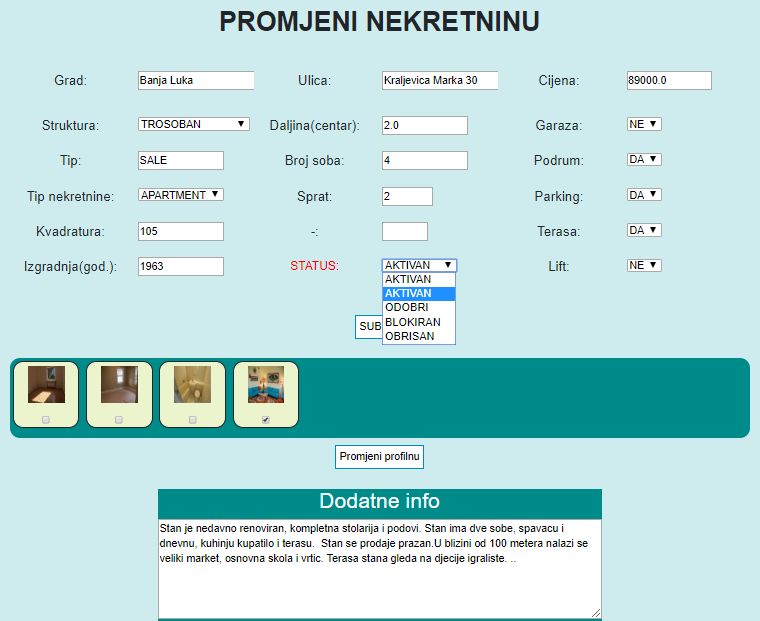 PROMJENI NEKRETNINU
Grad: Banja Luka Ulica: Kraljevica Marka 30 Cijena: 89000.0
Struktura: TROSOBAN Daljina(centar): 2.0 Garaza: NE
Tip: SALE Broj soba: 4 Podrum: DA
Tip nekretnine: APARTMENT Sprat: 2 Parking: DA
Kvadratura: 105 -: Terasa: DA
Izgradnja(god.): 1963 STATUS: AKTIVAN Lift: NE
AKTIVAN
AKTIVAN
ODOBRI
BLOKIRAN
OBRISAN
SUB
Promjeni profilnu
Dodatne info
Stan je nedavno renoviran, kompletna stolarija i podovi. Stan ima dve sobe, spavacu i
dnevnu, kuhinju kupatilo i terasu.  Stan se prodaje prazan.U blizini od 100 metera nalazi se
veliki market, osnovna skola i vrtic. Terasa stana gleda na djecije igraliste. ..